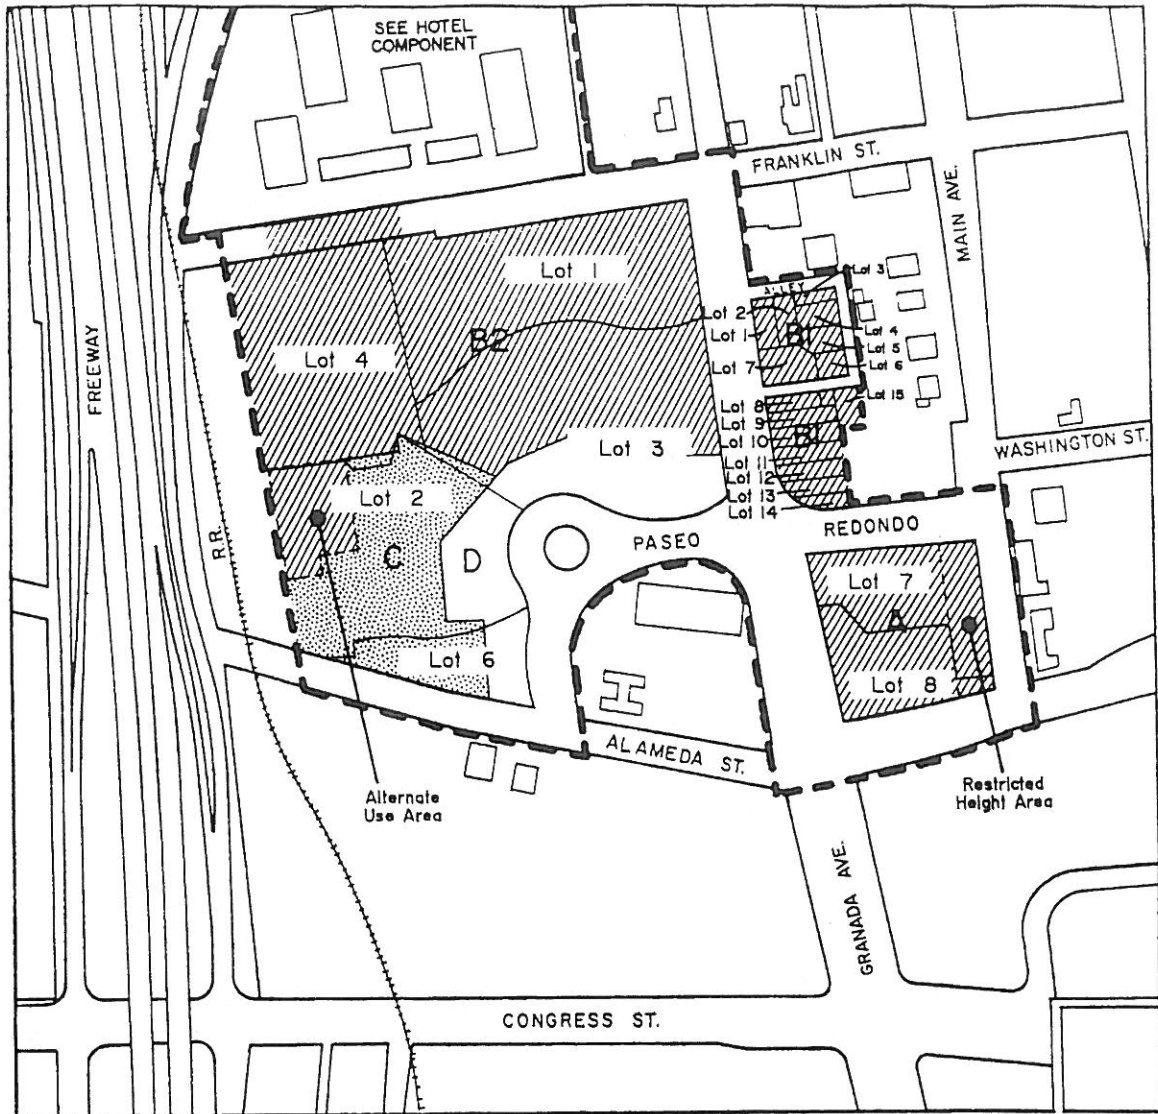 SEE HOTEL
COMPONENT
FRANKLIN ST.
MAIN AVE.
FREEWAY
Lot 1
ALLEY
Lot 3
Lot 2
B1
Lot 4
Lot 1
Lot 5
B2
Lot 4
Lot 7
Lot 6
Lot 8
Lot 15
Lot 9
B1
Lot 10
Lot 3
WASHINGTON ST.
Lot 11
Lot 12
Lot 2
Lot 13
Lot 14
REDONDO
PASEO
R.R.
C
D
Lot 7
A
Lot 6
Lot 8
ALAMEDA ST.
Alternate
Use Area
Restricted
Height Area
GRANADA AVE.
CONGRESS ST.